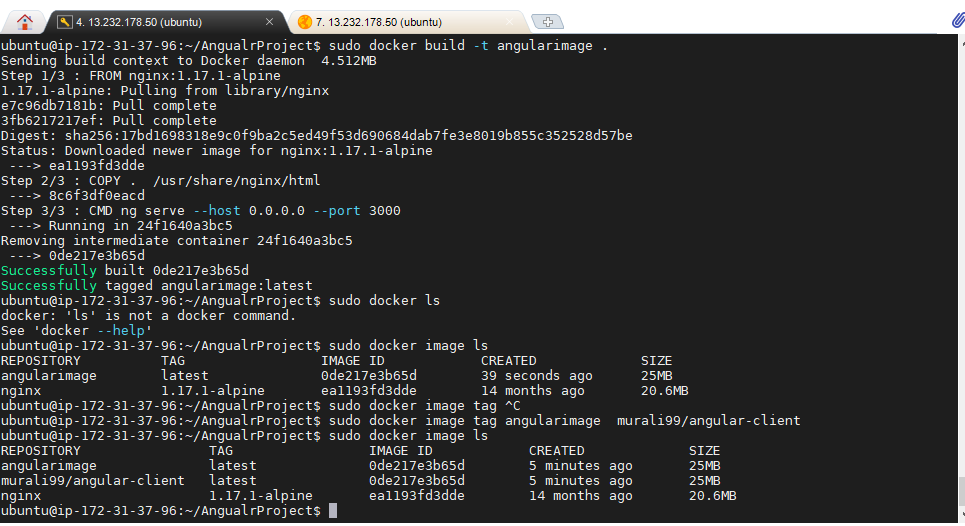 4. 13.232.178.50 (ubuntu)
7. 13.232.178.50 (ubuntu)
ubuntu@ip-172-31-37-96:~/AngualrProject$ sudo docker build -t angularimage .
Sending build context to Docker daemon  4.512MB
Step 1/3 : FROM nginx:1.17.1-alpine
1.17.1-alpine: Pulling from library/nginx
e7c96db7181b: Pull complete
3fb6217217ef: Pull complete
Digest: sha256:17bd1698318e9c0f9ba2c5ed49f53d690684dab7fe3e8019b855c352528d57be
Status: Downloaded newer image for nginx:1.17.1-alpine
 ---> ea1193fd3dde
Step 2/3 : COPY .  /usr/share/nginx/html
 ---> 8c6f3df0eacd
Step 3/3 : CMD ng serve --host 0.0.0.0 --port 3000
 ---> Running in 24f1640a3bc5
Removing intermediate container 24f1640a3bc5
 ---> 0de217e3b65d
Successfully built 0de217e3b65d
Successfully tagged angularimage:latest
ubuntu@ip-172-31-37-96:~/AngualrProject$ sudo docker ls
docker: 'ls' is not a docker command.
See 'docker --help'
ubuntu@ip-172-31-37-96:~/AngualrProject$ sudo docker image ls
REPOSITORY          TAG                 IMAGE ID            CREATED             SIZE
angularimage        latest              0de217e3b65d        39 seconds ago      25MB
nginx               1.17.1-alpine       ea1193fd3dde        14 months ago       20.6MB
ubuntu@ip-172-31-37-96:~/AngualrProject$ sudo docker image tag ^C
ubuntu@ip-172-31-37-96:~/AngualrProject$ sudo docker image tag angularimage  murali99/angular-client
ubuntu@ip-172-31-37-96:~/AngualrProject$ sudo docker image ls
REPOSITORY                TAG                 IMAGE ID            CREATED             SIZE
angularimage              latest              0de217e3b65d        5 minutes ago       25MB
murali99/angular-client   latest              0de217e3b65d        5 minutes ago       25MB
nginx                     1.17.1-alpine       ea1193fd3dde        14 months ago       20.6MB
ubuntu@ip-172-31-37-96:~/AngualrProject$